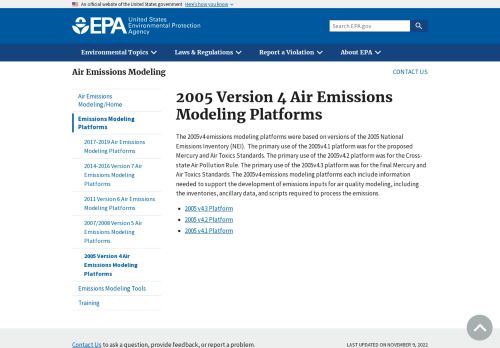 An official website of the United States government Here's how you know
EPA United States
Environmental Protection
Agency
Search EPA.gov
Environmental Topics Laws & Regulations Report a Violation About EPA
Air Emissions Modeling
CONTACT US
Air Emissions
Modeling/Home
Emissions Modeling
Platforms
2017-2019 Air Emissions
Modeling Platforms
2014-2016 Version 7 Air
Emissions Modeling
Platforms
2011 Version 6 Air Emissions
Modeling Platforms
2007/2008 Version 5 Air
Emissions Modeling
Platforms
2005 Version 4 Air
Emissions Modeling
Platforms
Emissions Modeling Tools
Training
2005 Version 4 Air Emissions
Modeling Platforms
The 2005v4 emissions modeling platforms were based on versions of the 2005 National
Emissions Inventory (NEI). The primary use of the 2005v4.1 platform was for the proposed
Mercury and Air Toxics Standards. The primary use of the 2005v4.2 platform was for the Cross-
state Air Pollution Rule. The primary use of the 2005v4.3 platform was for the final Mercury and
Air Toxics Standards. The 2005v4 emissions modeling platforms each include information
needed to support the development of emissions inputs for air quality modeling, including
the inventories, ancillary data, and scripts required to process the emissions.
2005 v4.3 Platform
2005 v4.2 Platform
2005 v4.1 Platform
Contact Us to ask a question, provide feedback, or report a problem.
LAST UPDATED ON NOVEMBER 9, 2022